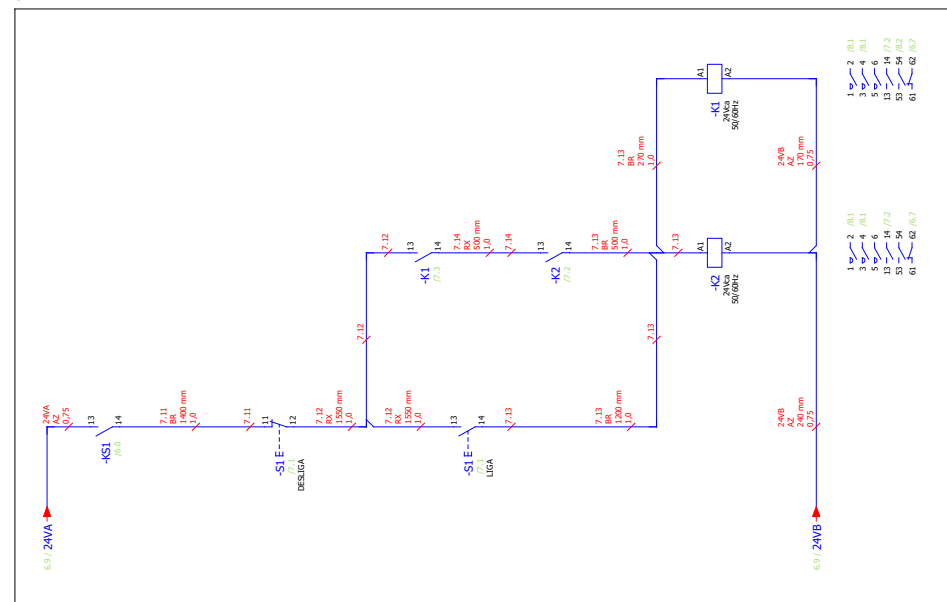 6.9 / 24VA
24VA
AZ
0,75
13
14
-KS1
/6.0
7.11
BR
1400 mm
1,0
7.11
11
12
-S1 E
/7.1
DESLIGA
7.12
RX
1550 mm
1,0
7.12
7.12
RX
1550 mm
1,0
13
14
-S1 E
/7.1
LIGA
7.13
7.13
BR
1200 mm
1,0
7.12
13
14
-K1
/7.3
7.14
RX
500 mm
1,0
7.14
13
14
-K2
/7.2
7.13
BR
500 mm
1,0
7.13
7.13
7.13
BR
270 mm
1,0
A1
A2
-K1
24Vca
50/60Hz
A1
A2
-K2
24Vca
50/60Hz
24VB
AZ
170 mm
0,75
24VB
AZ
240 mm
0,75
6.9 / 24VB
1 2 /8.1
3 4 /8.1
5 6
13 14 /7.2
53 54 /8.2
61 62 /6.7
1 2 /8.1
3 4 /8.1
5 6
13 14 /7.2
53 54
61 62 /6.7